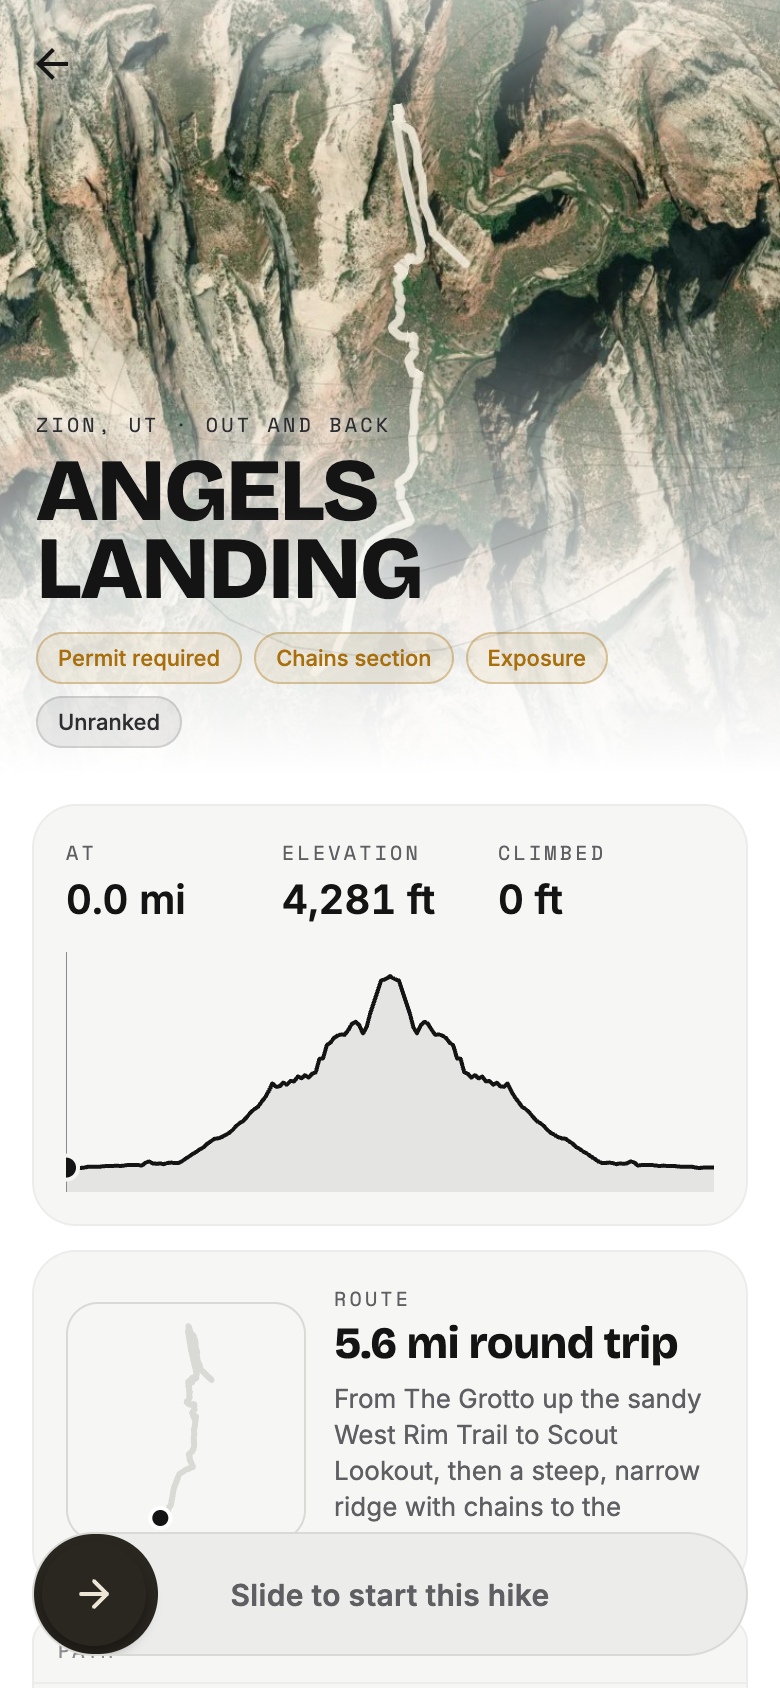 ZION, UT · OUT AND BACK
ANGELS
LANDING
Permit required
Chains section
Exposure
Unranked
AT
ELEVATION
CLIMBED
0.0 mi
4,281 ft
0 ft
ROUTE
5.6 mi round trip
From The Grotto up the sandy
West Rim Trail to Scout
Lookout, then a steep, narrow
ridge with chains to the
Slide to start this hike